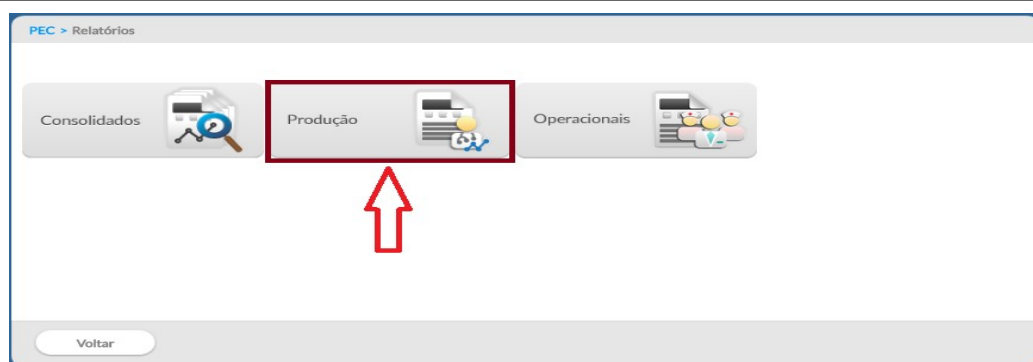 PEC > Relatórios
Consolidados
Produção
Operacionais
Voltar